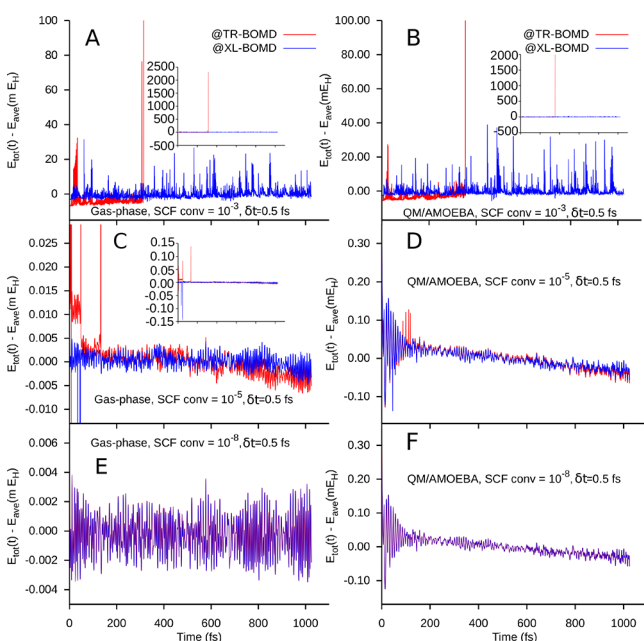 A
@TR-BOMD
@XL-BOMD
100
80
60
40
20
0
E_tot(t) - E_ave(m E_H)
2500
2000
1500
1000
500
0
-500
Gas-phase, SCF conv = 10^-3, δt=0.5 fs
B
@TR-BOMD
@XL-BOMD
100.00
80.00
60.00
40.00
20.00
0.00
E_tot(t) - E_ave(mE_H)
2000
1500
1000
500
0
-500
QM/AMOEBA, SCF conv = 10^-3, δt=0.5 fs
C
0.025
0.020
0.015
0.010
0.005
0.000
-0.005
-0.010
E_tot(t) - E_ave(m E_H)
0.15
0.10
0.05
0.00
-0.05
-0.10
-0.15
Gas-phase, SCF conv = 10^-5, δt=0.5 fs
D
0.30
0.20
0.10
0.00
-0.10
E_tot(t) - E_ave(mE_H)
QM/AMOEBA, SCF conv = 10^-5, δt=0.5 fs
Gas-phase, SCF conv = 10^-8, δt=0.5 fs
E
0.006
0.004
0.002
0.000
-0.002
-0.004
E_tot(t) - E_ave(m E_H)
0 200 400 600 800 1000
Time (fs)
F
QM/AMOEBA, SCF conv = 10^-8, δt=0.5 fs
0.30
0.20
0.10
0.00
-0.10
E_tot(t) - E_ave(mE_H)
0 200 400 600 800 1000
Time (fs)